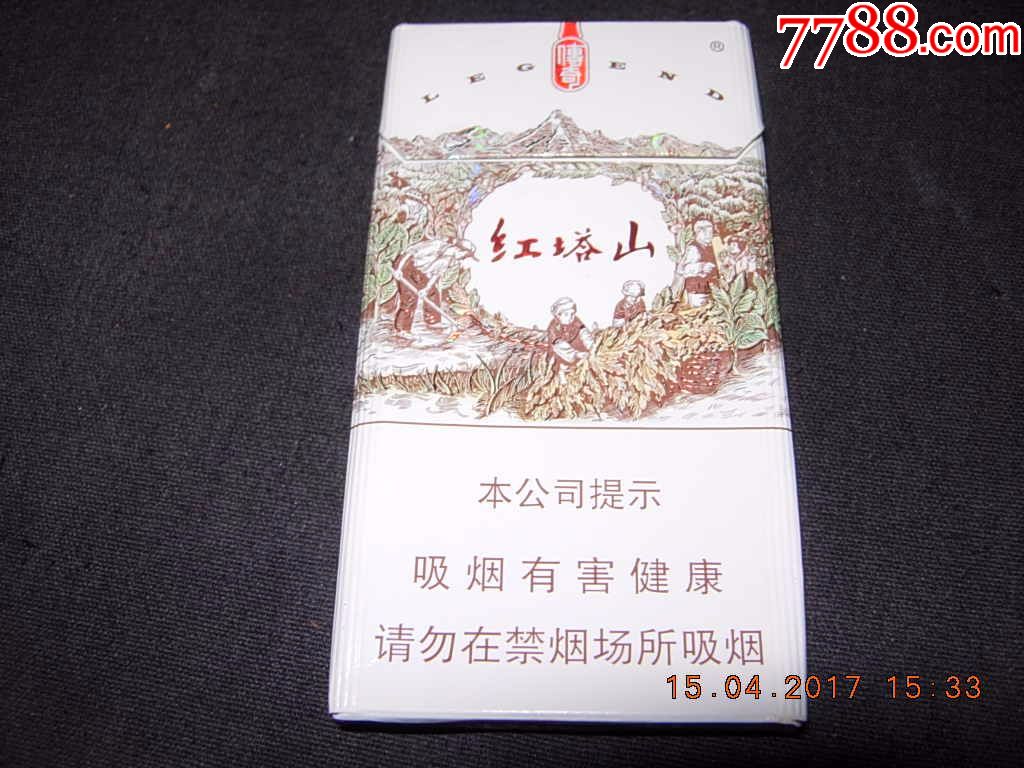 7788.com
傳奇
LEGEND
®
红塔山
本公司提示
吸烟有害健康
请勿在禁烟场所吸烟
15.04.2017 15:33